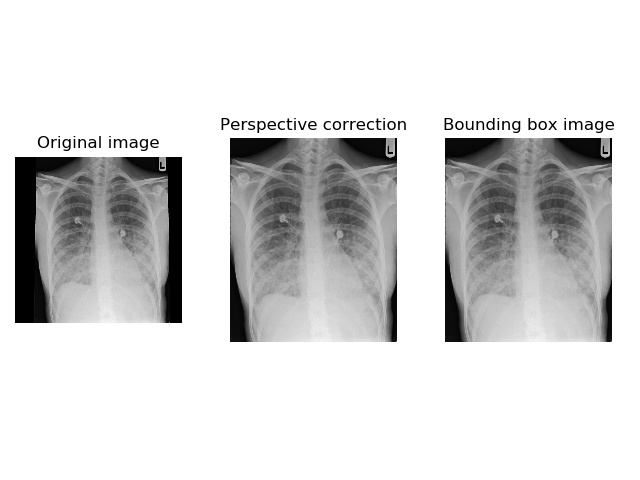 Original image
Perspective correction
Bounding box image
L
L
L